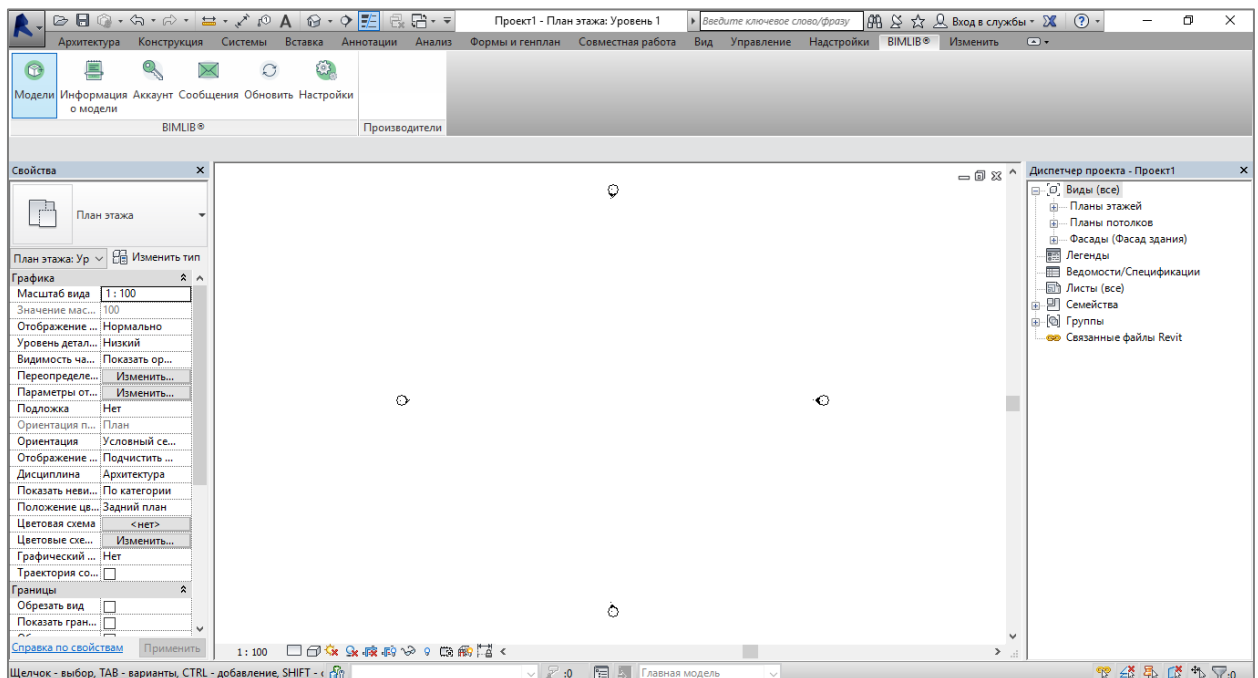 Проект1 - План этажа: Уровень 1 Введите ключевое слово/фразу Вход в службы
Архитектура Конструкция Системы Вставка Аннотации Анализ Формы и генплан Совместная работа Вид Управление Надстройки BIMLIB® Изменить
Модели Информация о модели Аккаунт Сообщения Обновить Настройки
BIMLIB® Производители
Свойства
План этажа
План этажа: Ур Изменить тип
Графика
Масштаб вида 1 : 100
Значение мас... 100
Отображение ... Нормально
Уровень детал... Низкий
Видимость ча... Показать ор...
Переопределе... Изменить...
Параметры от... Изменить...
Подложка Нет
Ориентация п... План
Ориентация Условный се...
Отображение ... Подчистить ...
Дисциплина Архитектура
Показать неви... По категории
Положение цв... Задний план
Цветовая схема <нет>
Цветовые схе... Изменить...
Графический ... Нет
Траектория со...
Границы
Обрезать вид
Показать гран...
Справка по свойствам Применить
1 : 100
Диспетчер проекта - Проект1
Виды (все)
Планы этажей
Планы потолков
Фасады (Фасад здания)
Легенды
Ведомости/Спецификации
Листы (все)
Семейства
Группы
Связанные файлы Revit
Щелчок - выбор, TAB - варианты, CTRL - добавление, SHIFT - :0 Главная модель :0